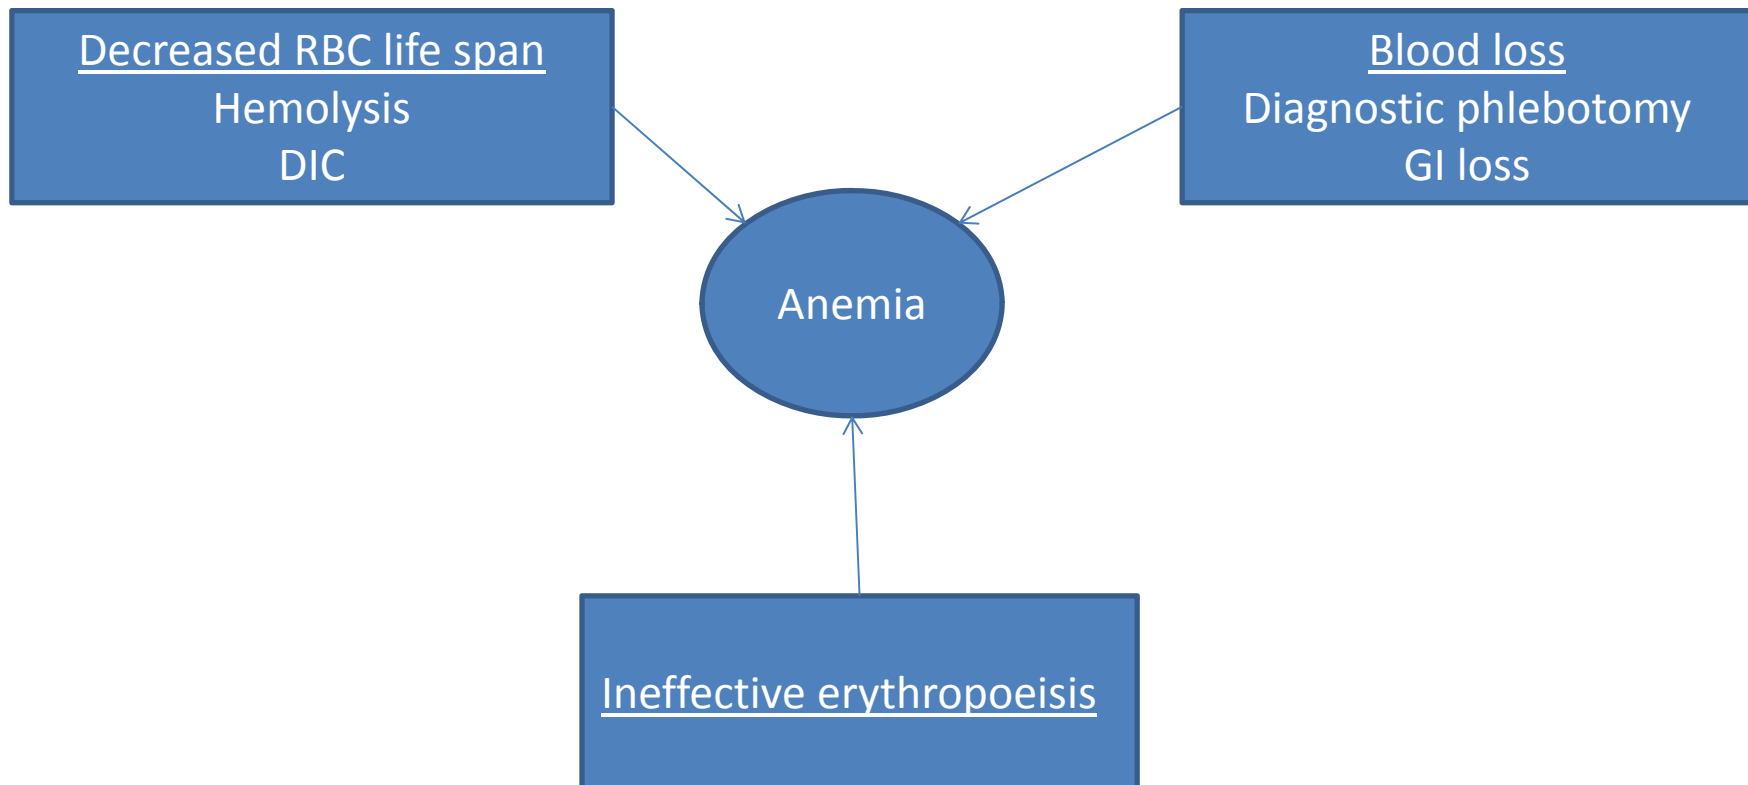 Decreased RBC life span
Hemolysis
DIC
Blood loss
Diagnostic phlebotomy
GI loss
Anemia
Ineffective erythropoeisis